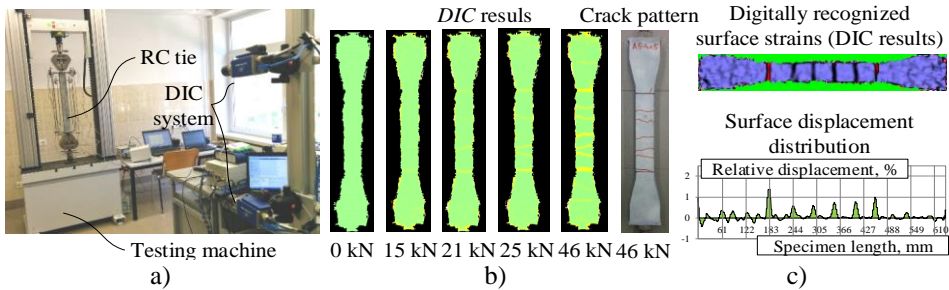 RC tie
DIC
system
Testing machine
a)
DIC resuls
Crack pattern
0 kN 15 kN 21 kN 25 kN 46 kN 46 kN
b)
Digitally recognized
surface strains (DIC results)
Surface displacement
distribution
Relative displacement, %
2
1
0
-1
61 122 183 244 305 366 427 488 549 610
Specimen length, mm
c)